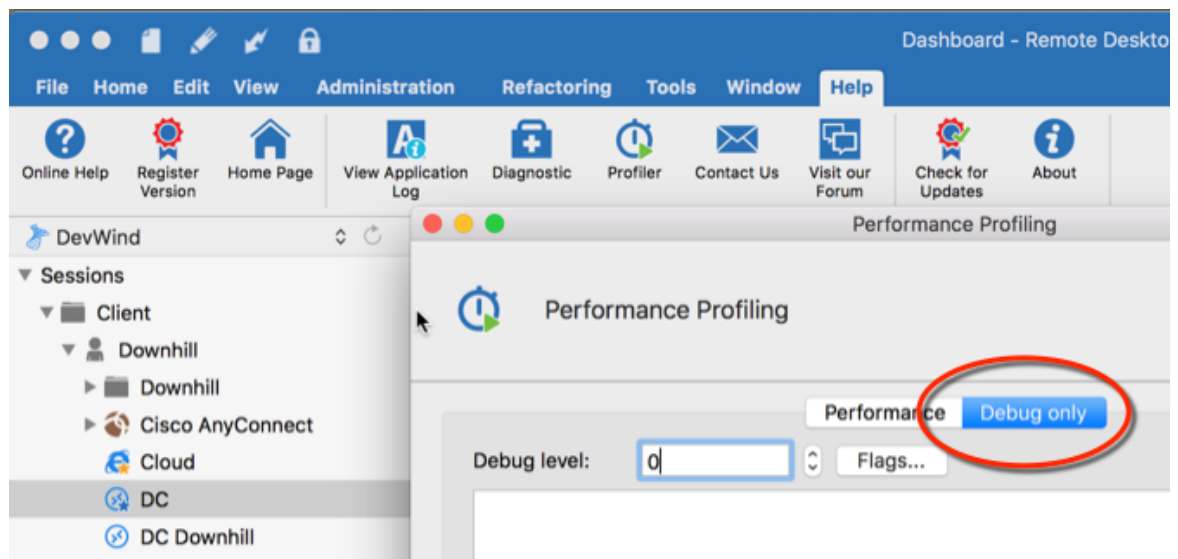 Dashboard - Remote Deskto
File Home Edit View Administration Refactoring Tools Window Help
Online Help Register Version Home Page View Application Log Diagnostic Profiler Contact Us Visit our Forum Check for Updates About
DevWind
Performance Profiling
Sessions
Client
Performance Profiling
Downhill
Downhill
Performance Debug only
Cisco AnyConnect
Cloud
Debug level: 0 Flags...
DC
DC Downhill